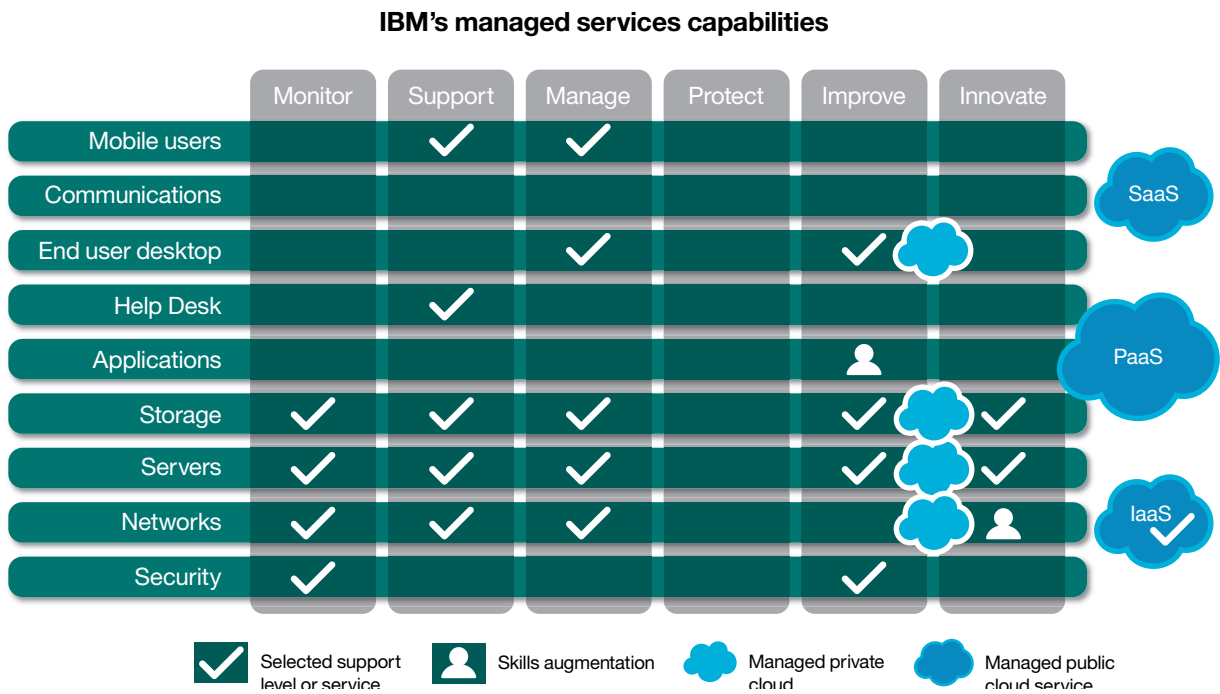 IBM’s managed services capabilities
Monitor Support Manage Protect Improve Innovate
Mobile users
Communications
SaaS
End user desktop
Help Desk
Applications
PaaS
Storage
Servers
Networks
IaaS
Security
Selected support
level or service
Skills augmentation
Managed private
cloud
Managed public
cloud service